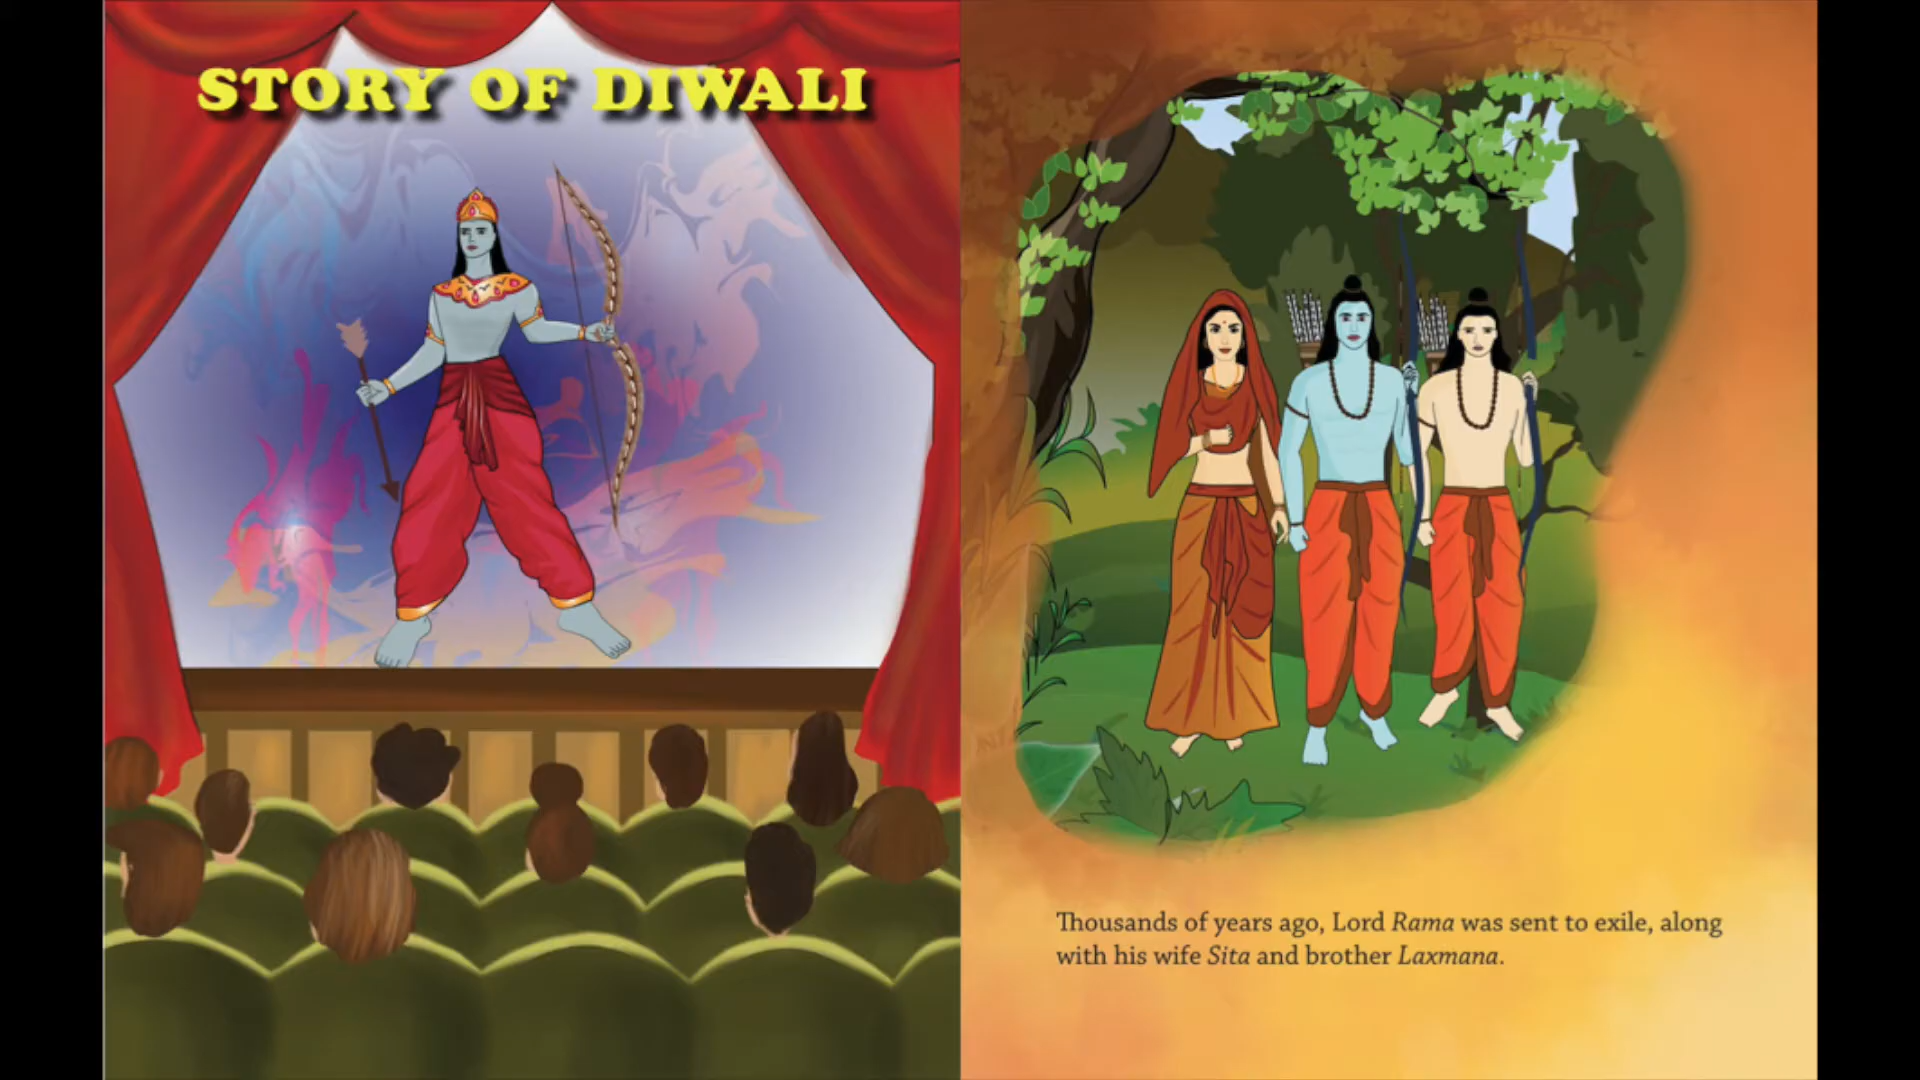 STORY OF DIWALI
Thousands of years ago, Lord Rama was sent to exile, along
with his wife Sita and brother Laxmana.